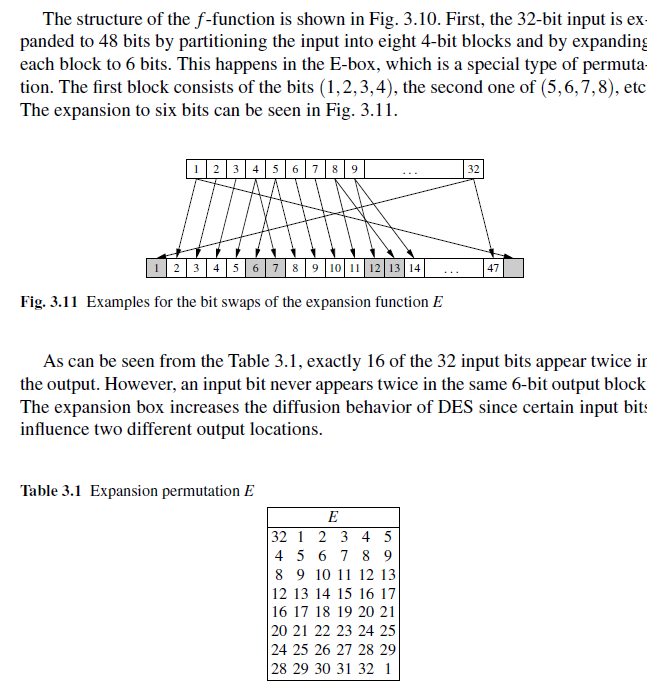 The structure of the f-function is shown in Fig. 3.10. First, the 32-bit input is ex-
panded to 48 bits by partitioning the input into eight 4-bit blocks and by expanding
each block to 6 bits. This happens in the E-box, which is a special type of permuta-
tion. The first block consists of the bits (1,2,3,4), the second one of (5,6,7,8), etc
The expansion to six bits can be seen in Fig. 3.11.
1 2 3 4 5 6 7 8 9 ... 32
1 2 3 4 5 6 7 8 9 10 11 12 13 14 ... 47
Fig. 3.11 Examples for the bit swaps of the expansion function E
As can be seen from the Table 3.1, exactly 16 of the 32 input bits appear twice in
the output. However, an input bit never appears twice in the same 6-bit output block
The expansion box increases the diffusion behavior of DES since certain input bits
influence two different output locations.
Table 3.1 Expansion permutation E
E
32 1 2 3 4 5
4 5 6 7 8 9
8 9 10 11 12 13
12 13 14 15 16 17
16 17 18 19 20 21
20 21 22 23 24 25
24 25 26 27 28 29
28 29 30 31 32 1